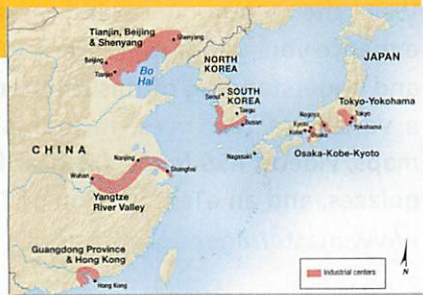 Tianjin, Beijing
& Shenyang
Shenyang
Beijing
Tianjin
Bo
Hai
NORTH
KOREA
JAPAN
Seoul
SOUTH
KOREA
Taegu
Busan
Tokyo-Yokohama
Nagoya
Tokyo
Kyoto
Yokohama
Kobe
Osaka
Nagasaki
Osaka-Kobe-Kyoto
CHINA
Nanjing
Shanghai
Wuhan
Yangtze
River Valley
Guangdong Province
& Hong Kong
Hong Kong
Industrial centers
N